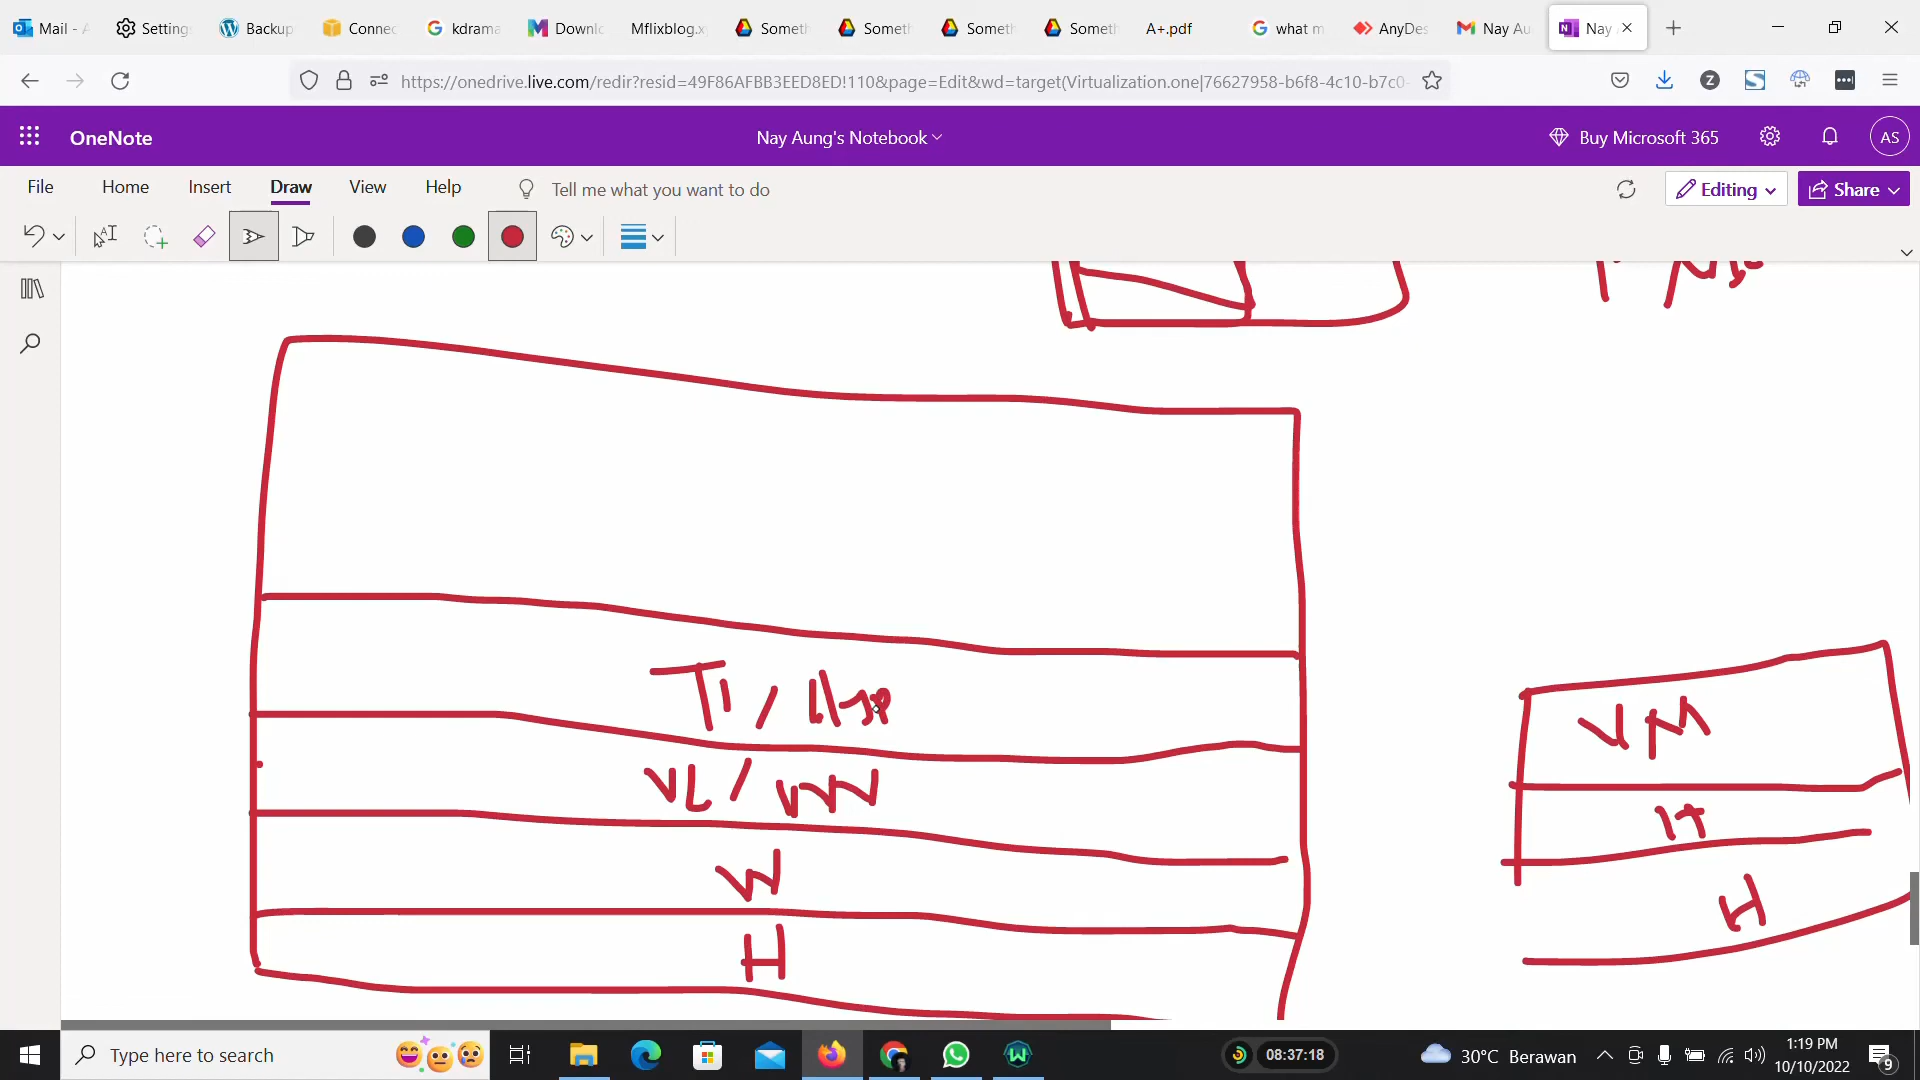 Mail - A
Setting
Backup
Connec
kdrama
Downlo
Mflixblog.x
Someth
Someth
Someth
Someth
A+.pdf
what m
AnyDes
Nay Au
Nay
https://onedrive.live.com/redir?resid=49F86AFBB3EED8ED!110&page=Edit&wd=target(Virtualization.one|76627958-b6f8-4c10-b7c0-
OneNote
Nay Aung's Notebook
Buy Microsoft 365
AS
File
Home
Insert
Draw
View
Help
Tell me what you want to do
Editing
Share
VM
H
W
H
Type here to search
08:37:18
30°C Berawan
1:19 PM
10/10/2022
9